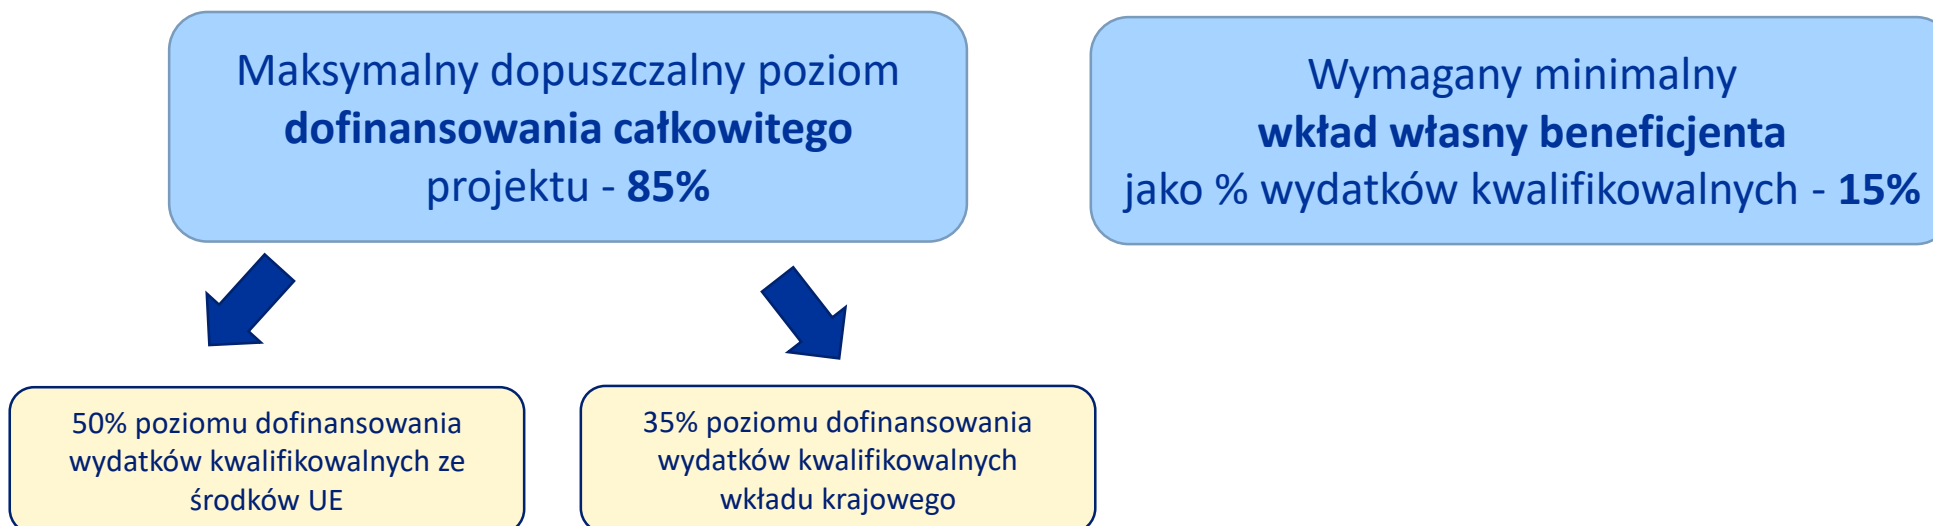 Maksymalny dopuszczalny poziom
dofinansowania całkowitego
projektu - 85%
Wymagany minimalny
wkład własny beneficjenta
jako % wydatków kwalifikowalnych - 15%
50% poziomu dofinansowania
wydatków kwalifikowalnych ze
środków UE
35% poziomu dofinansowania
wydatków kwalifikowalnych
wkładu krajowego